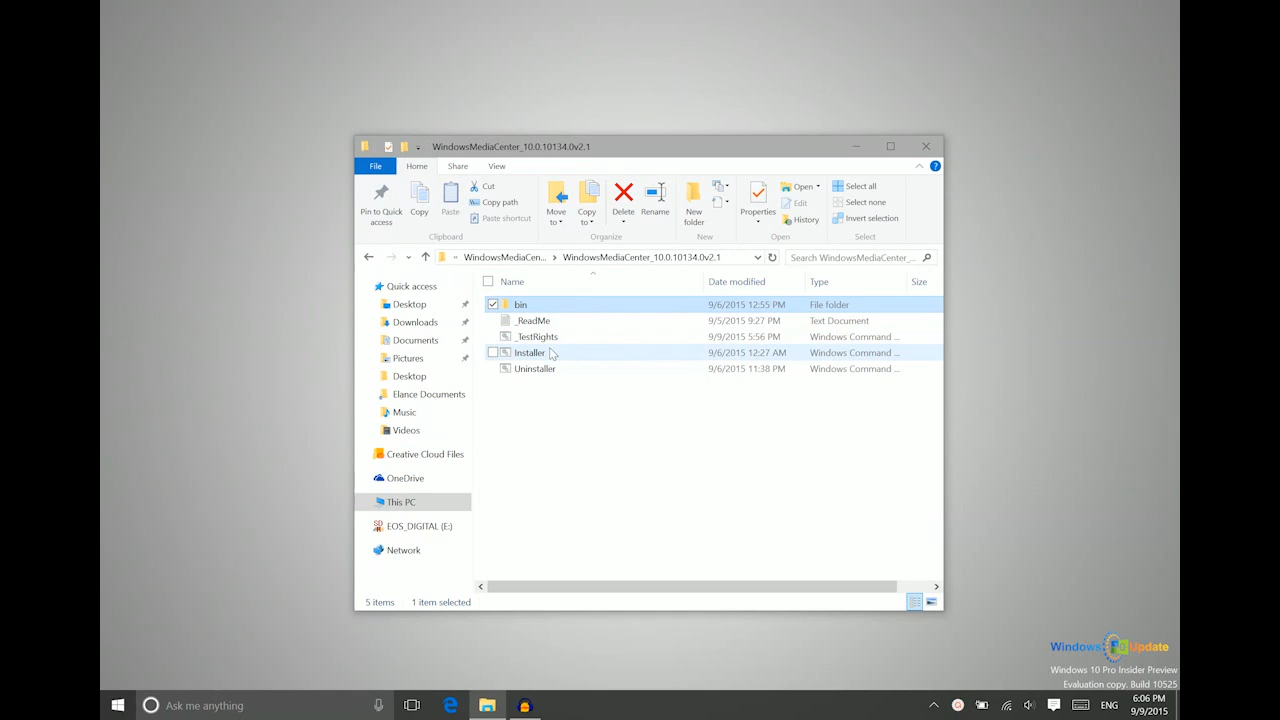 WindowsMediaCenter_10.0.10134.0v2.1
File Home Share View
Pin to Quick access
Copy
Paste
Cut
Copy path
Paste shortcut
Move to
Copy to
Delete
Rename
New folder
Properties
Open
Edit
History
Select all
Select none
Invert selection
Clipboard Organize New Open Select
« WindowsMediaCen... > WindowsMediaCenter_10.0.10134.0v2.1
Search WindowsMediaCenter_...
Name Date modified Type Size
bin 9/6/2015 12:55 PM File folder
_ReadMe 9/5/2015 9:27 PM Text Document
_TestRights 9/9/2015 5:56 PM Windows Command ...
Installer 9/6/2015 12:27 AM Windows Command ...
Uninstaller 9/6/2015 11:38 PM Windows Command ...
Quick access
Desktop
Downloads
Documents
Pictures
Desktop
Elance Documents
Music
Videos
Creative Cloud Files
OneDrive
This PC
EOS_DIGITAL (E:)
Network
5 items 1 item selected
Windows 10 Update
Windows 10 Pro Insider Preview
Evaluation copy. Build 10525
Ask me anything
ENG
6:06 PM
9/9/2015